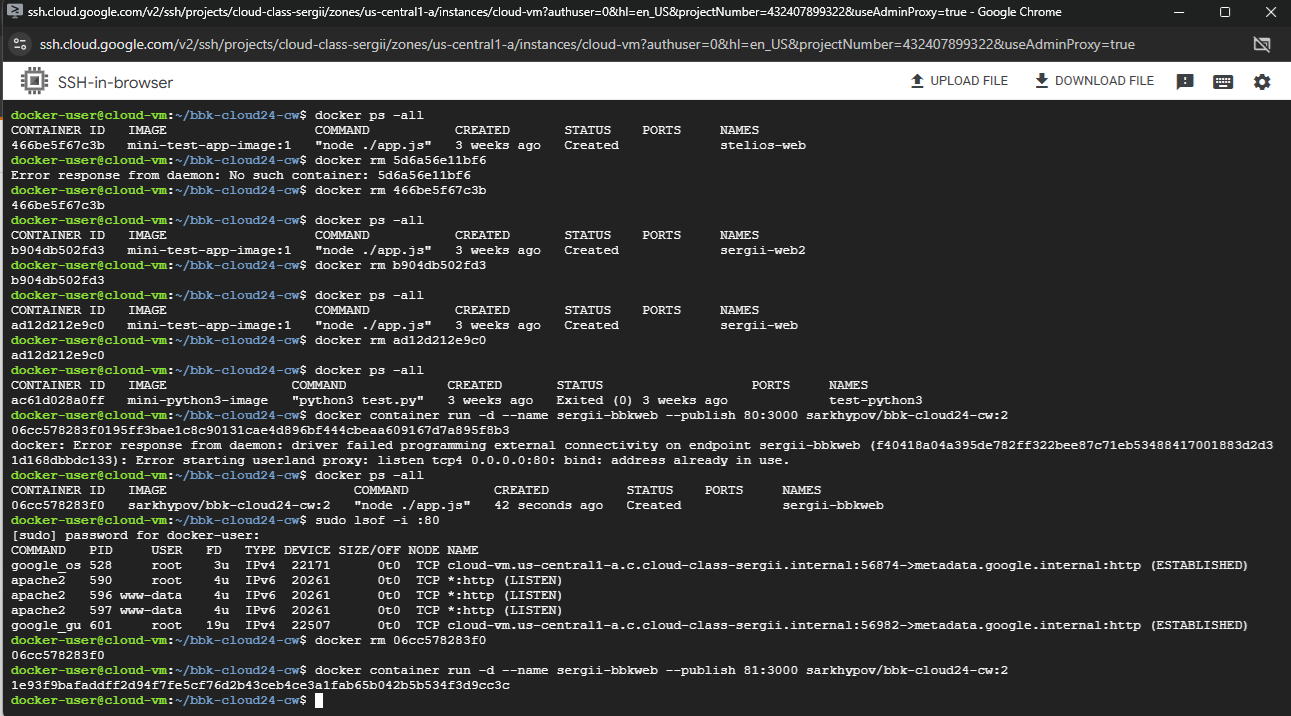 ssh.cloud.google.com/v2/ssh/projects/cloud-class-sergii/zones/us-central1-a/instances/cloud-vm?authuser=0&hl=en_US&projectNumber=432407899322&useAdminProxy=true - Google Chrome
ssh.cloud.google.com/v2/ssh/projects/cloud-class-sergii/zones/us-central1-a/instances/cloud-vm?authuser=0&hl=en_US&projectNumber=432407899322&useAdminProxy=true
SSH-in-browser UPLOAD FILE DOWNLOAD FILE
docker-user@cloud-vm:~/bbk-cloud24-cw$ docker ps -all
CONTAINER ID IMAGE COMMAND CREATED STATUS PORTS NAMES
466be5f67c3b mini-test-app-image:1 "node ./app.js" 3 weeks ago Created stelios-web
docker-user@cloud-vm:~/bbk-cloud24-cw$ docker rm 5d6a56e11bf6
Error response from daemon: No such container: 5d6a56e11bf6
docker-user@cloud-vm:~/bbk-cloud24-cw$ docker rm 466be5f67c3b
466be5f67c3b
docker-user@cloud-vm:~/bbk-cloud24-cw$ docker ps -all
CONTAINER ID IMAGE COMMAND CREATED STATUS PORTS NAMES
b904db502fd3 mini-test-app-image:1 "node ./app.js" 3 weeks ago Created sergii-web2
docker-user@cloud-vm:~/bbk-cloud24-cw$ docker rm b904db502fd3
b904db502fd3
docker-user@cloud-vm:~/bbk-cloud24-cw$ docker ps -all
CONTAINER ID IMAGE COMMAND CREATED STATUS PORTS NAMES
ad12d212e9c0 mini-test-app-image:1 "node ./app.js" 3 weeks ago Created sergii-web
docker-user@cloud-vm:~/bbk-cloud24-cw$ docker rm ad12d212e9c0
ad12d212e9c0
docker-user@cloud-vm:~/bbk-cloud24-cw$ docker ps -all
CONTAINER ID IMAGE COMMAND CREATED STATUS PORTS NAMES
ac61d028a0ff mini-python3-image "python3 test.py" 3 weeks ago Exited (0) 3 weeks ago test-python3
docker-user@cloud-vm:~/bbk-cloud24-cw$ docker container run -d --name sergii-bbkweb --publish 80:3000 sarkhypov/bbk-cloud24-cw:2
06cc578283f0195ff3bae1c8c90131cae4d896bf444cbeaa609167d7a895f8b3
docker: Error response from daemon: driver failed programming external connectivity on endpoint sergii-bbkweb (f40418a04a395de782ff322bee87c71eb53488417001883d2d3
1d168dbbdc133): Error starting userland proxy: listen tcp4 0.0.0.0:80: bind: address already in use.
docker-user@cloud-vm:~/bbk-cloud24-cw$ docker ps -all
CONTAINER ID IMAGE COMMAND CREATED STATUS PORTS NAMES
06cc578283f0 sarkhypov/bbk-cloud24-cw:2 "node ./app.js" 42 seconds ago Created sergii-bbkweb
docker-user@cloud-vm:~/bbk-cloud24-cw$ sudo lsof -i :80
[sudo] password for docker-user:
COMMAND PID USER FD TYPE DEVICE SIZE/OFF NODE NAME
google_os 528 root 3u IPv4 22171 0t0 TCP cloud-vm.us-central1-a.c.cloud-class-sergii.internal:56874->metadata.google.internal:http (ESTABLISHED)
apache2 590 root 4u IPv6 20261 0t0 TCP *:http (LISTEN)
apache2 596 www-data 4u IPv6 20261 0t0 TCP *:http (LISTEN)
apache2 597 www-data 4u IPv6 20261 0t0 TCP *:http (LISTEN)
google_gu 601 root 19u IPv4 22507 0t0 TCP cloud-vm.us-central1-a.c.cloud-class-sergii.internal:56982->metadata.google.internal:http (ESTABLISHED)
docker-user@cloud-vm:~/bbk-cloud24-cw$ docker rm 06cc578283f0
06cc578283f0
docker-user@cloud-vm:~/bbk-cloud24-cw$ docker container run -d --name sergii-bbkweb --publish 81:3000 sarkhypov/bbk-cloud24-cw:2
1e93f9bafaddff2d94f7fe5cf76d2b43ceb4ce3a1fab65b042b5b534f3d9cc3c
docker-user@cloud-vm:~/bbk-cloud24-cw$